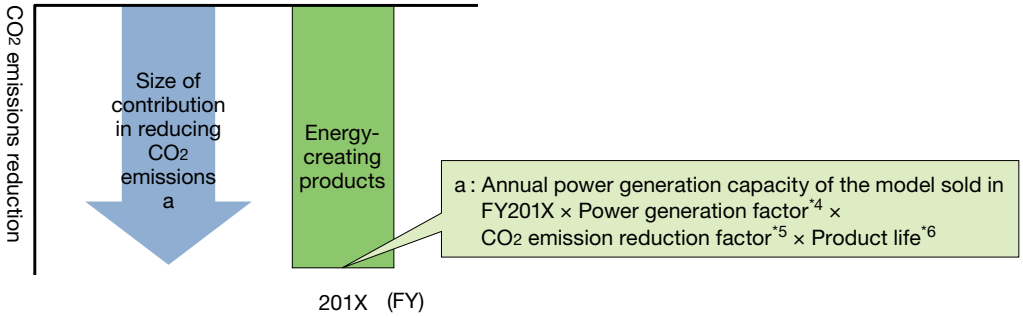 CO2 emissions reduction
Size of
contribution
in reducing
CO2
emissions
a
Energy-
creating
products
a : Annual power generation capacity of the model sold in
FY201X × Power generation factor*4 ×
CO2 emission reduction factor*5 × Product life*6
201X (FY)